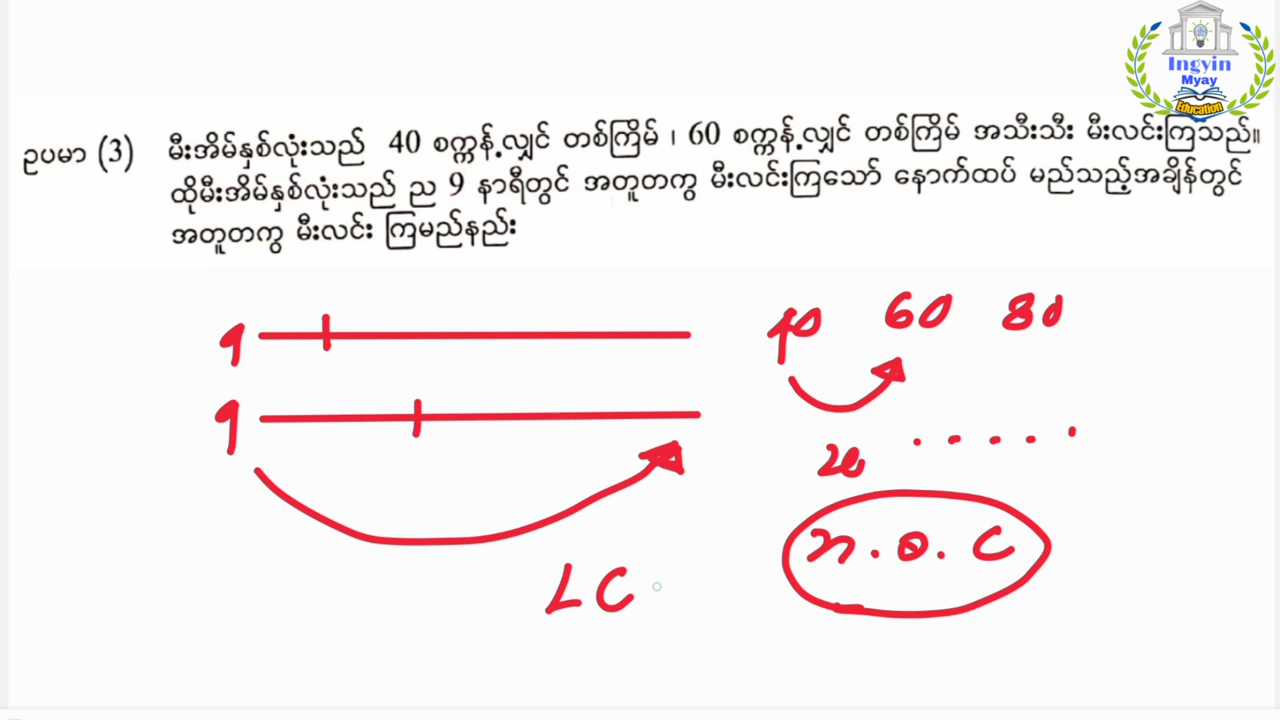 Ingyin
Myay
Education
ဥပမာ (3) မီးအိမ်နှစ်လုံးသည် 40 စက္ကန့်လျှင် တစ်ကြိမ် ၊ 60 စက္ကန့်လျှင် တစ်ကြိမ် အသီးသီး မီးလင်းကြသည်။
ထိုမီးအိမ်နှစ်လုံးသည် ည 9 နာရီတွင် အတူတကွ မီးလင်းကြသော် နောက်ထပ် မည်သည့်အချိန်တွင်
အတူတကွ မီးလင်း ကြမည်နည်း
9
40 60 80
9
LC